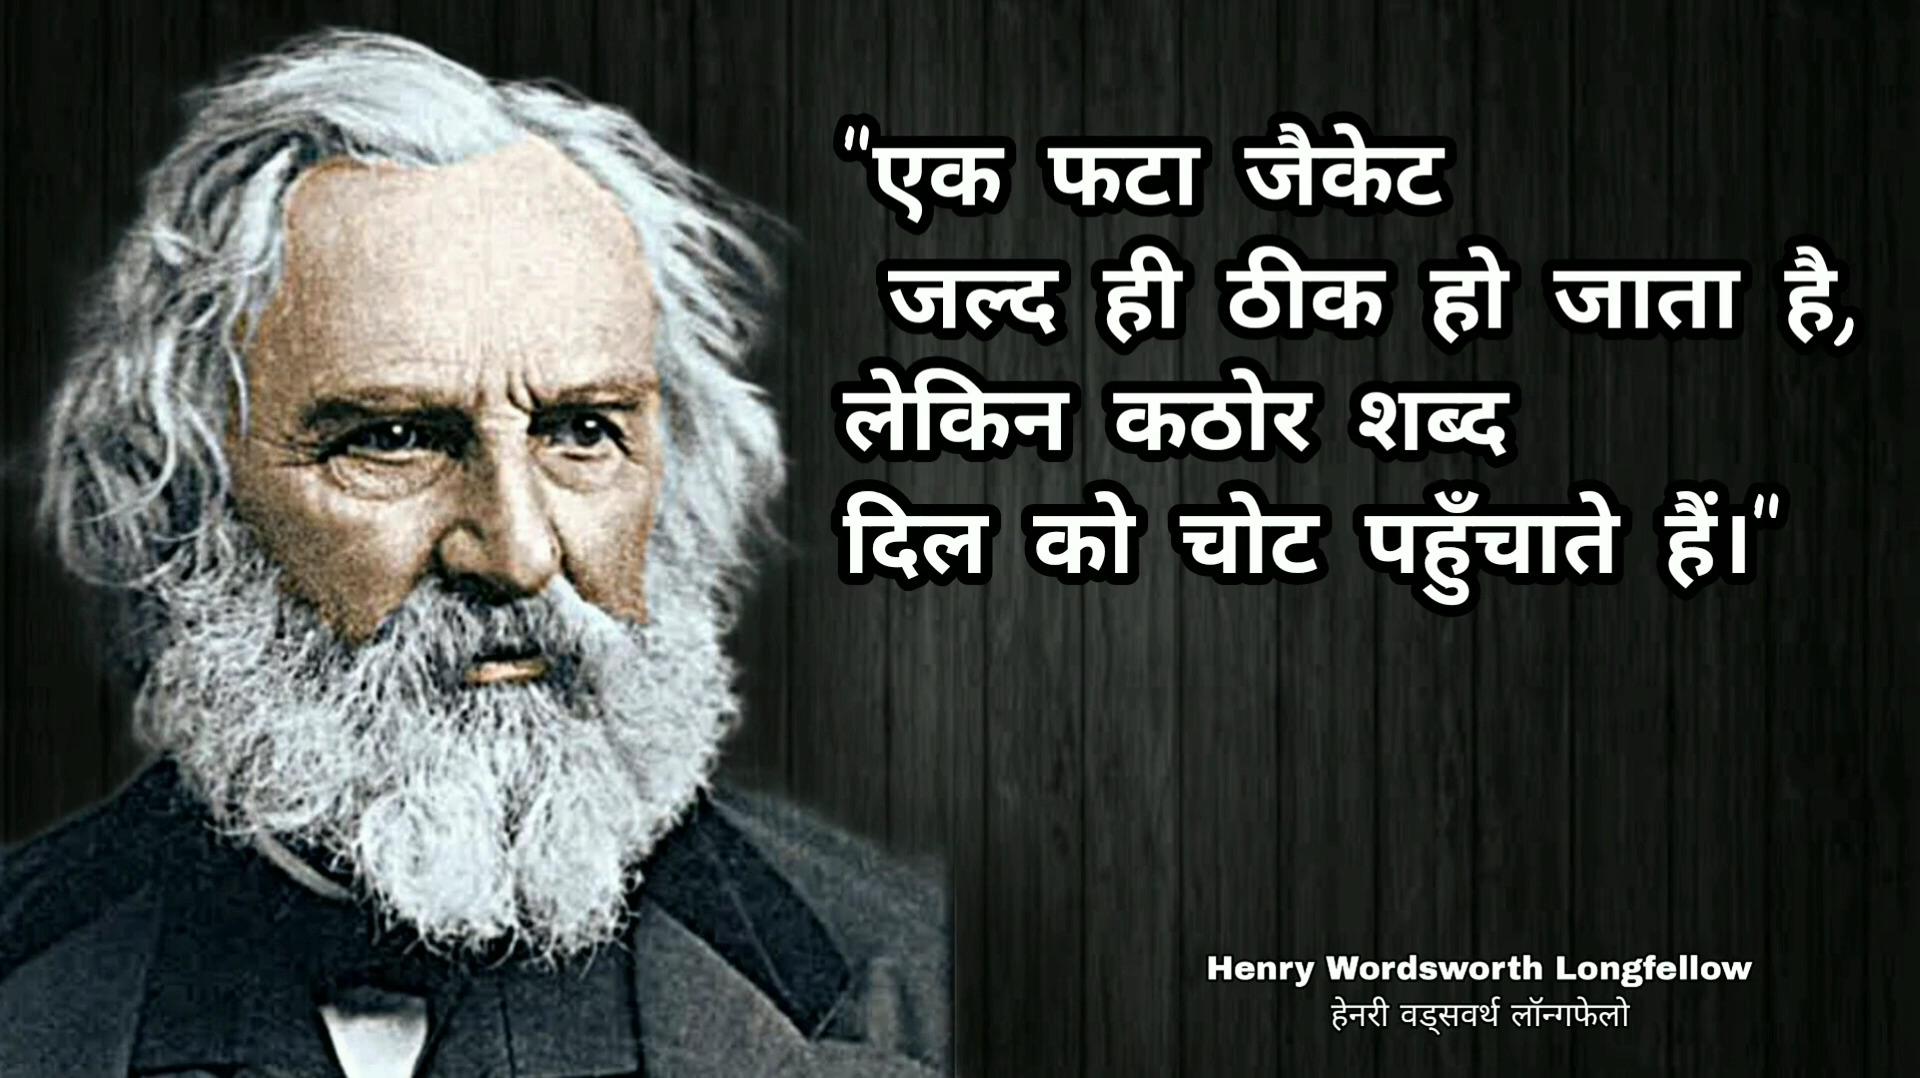 "एक फटा जैकेट
जल्द ही ठीक हो जाता है,
लेकिन कठोर शब्द
दिल को चोट पहुँचाते हैं।"
Henry Wordsworth Longfellow
हेनरी वड्सवर्थ लॉन्गफेलो